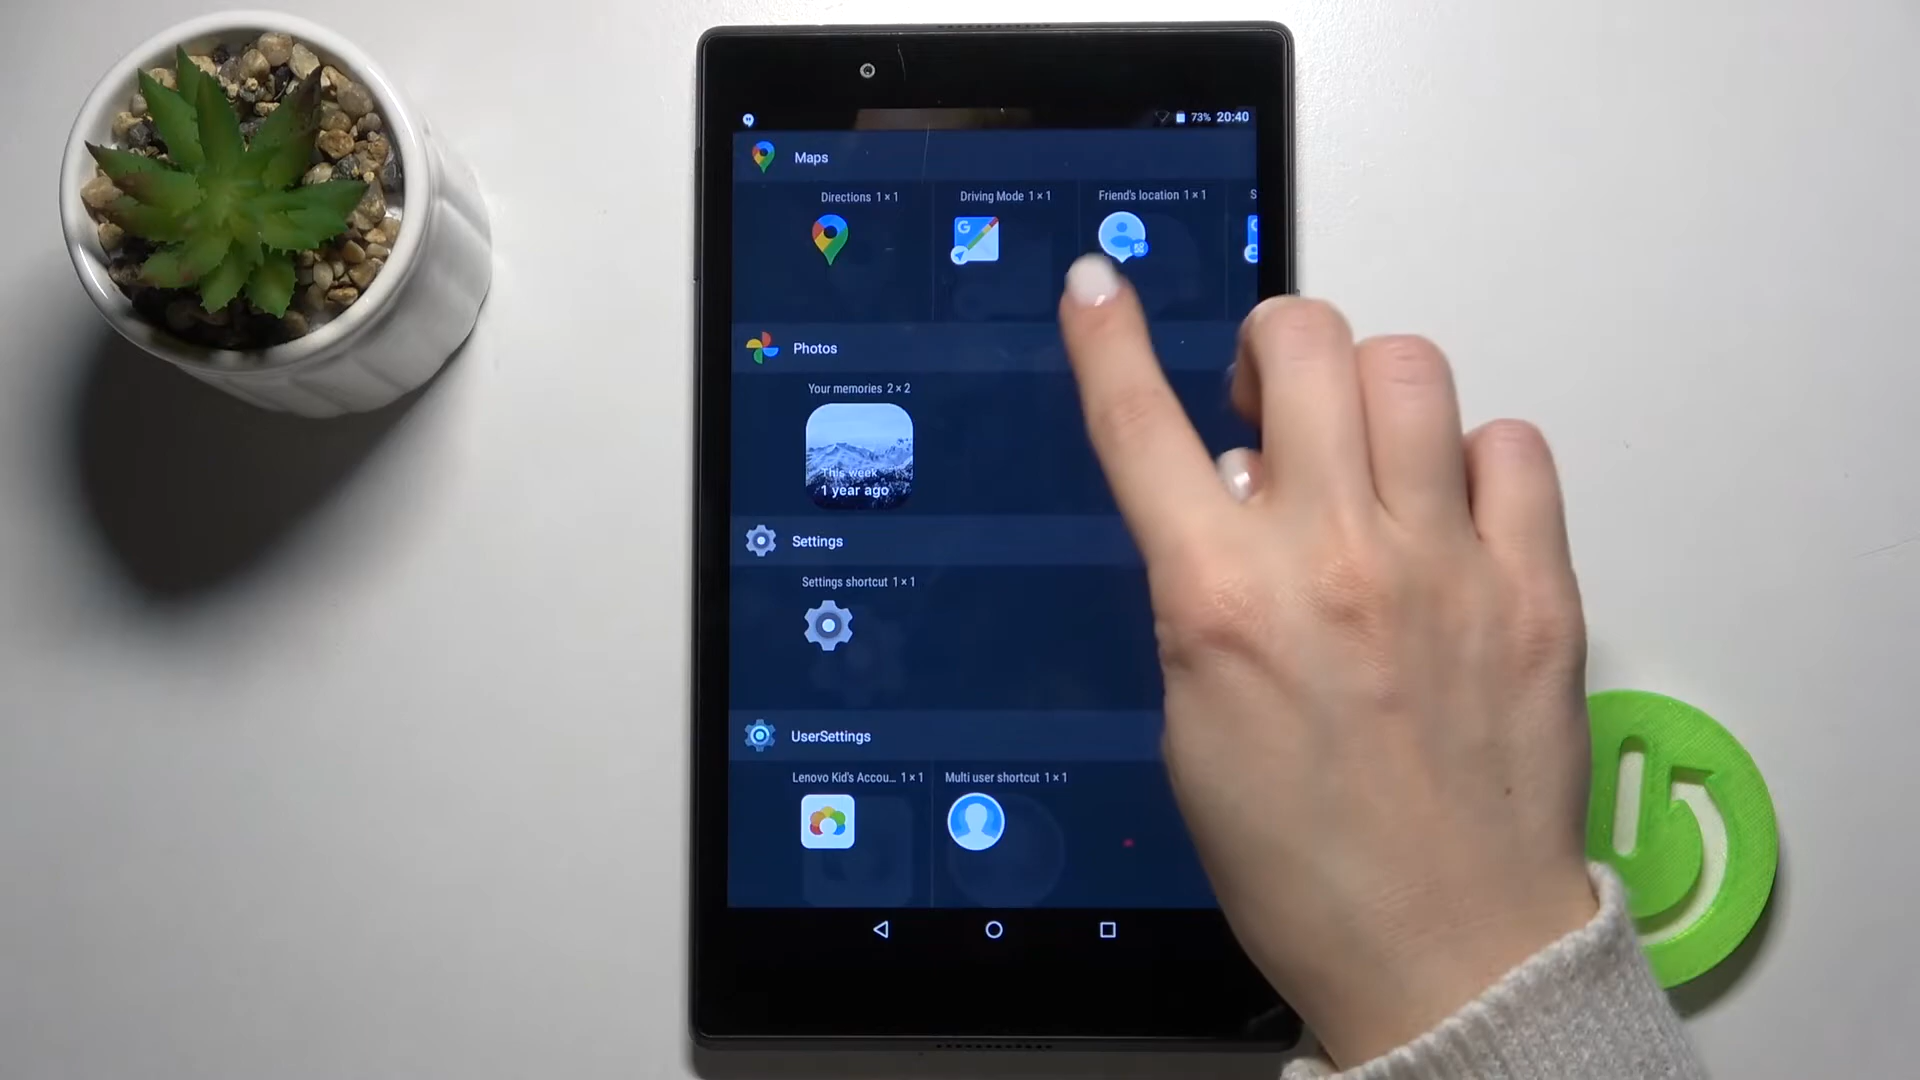 73% 20:40
Maps
Directions 1 × 1
Driving Mode 1 × 1
Friend's location 1 × 1
S
Photos
Your memories 2 × 2
This week
1 year ago
Settings
Settings shortcut 1 × 1
UserSettings
Lenovo Kid's Accou... 1 × 1
Multi user shortcut 1 × 1